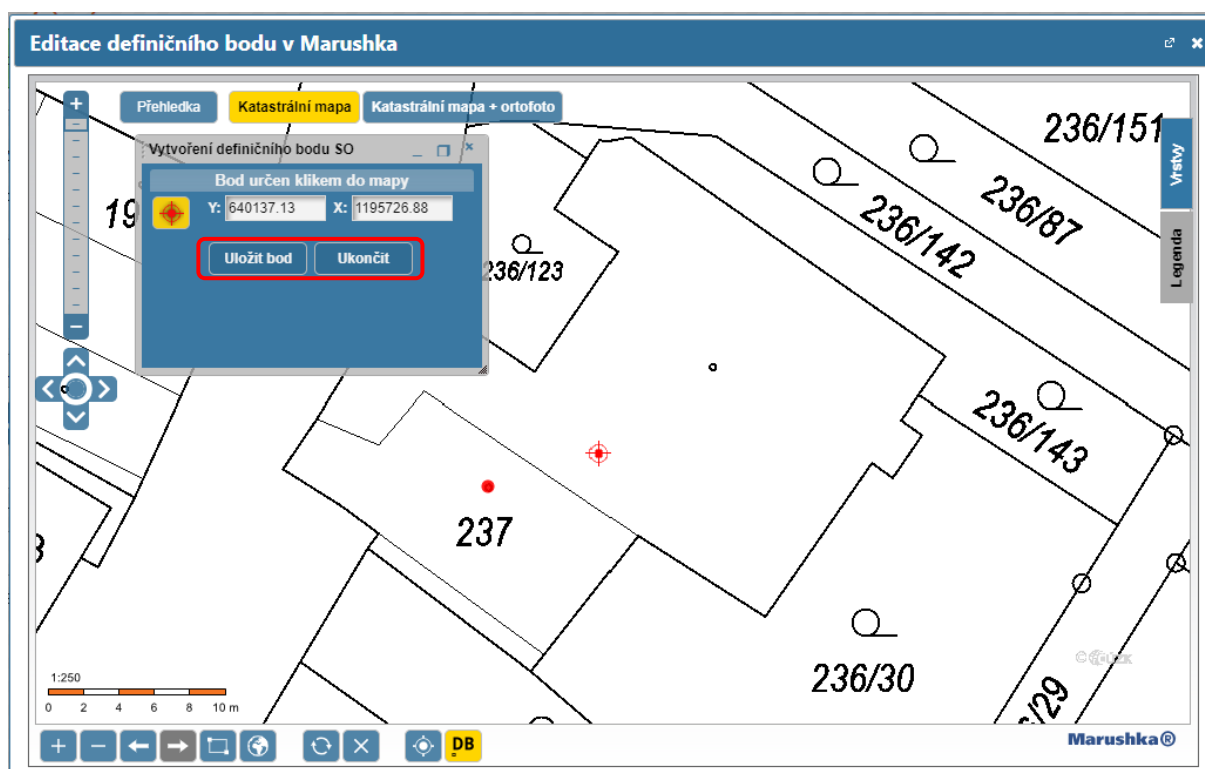 Editace definičního bodu v Marushka
Přehledka
Katastrální mapa
Katastrální mapa + ortofoto
Vytvoření definičního bodu SO
Bod určen klikem do mapy
Y: 640137.13 X: 1195726.88
Uložit bod
Ukončit
Vrstvy
Legenda
19
236/151
236/87
236/142
236/123
236/143
237
236/30
/29
1:250
0 2 4 6 8 10 m
DB
Marushka®